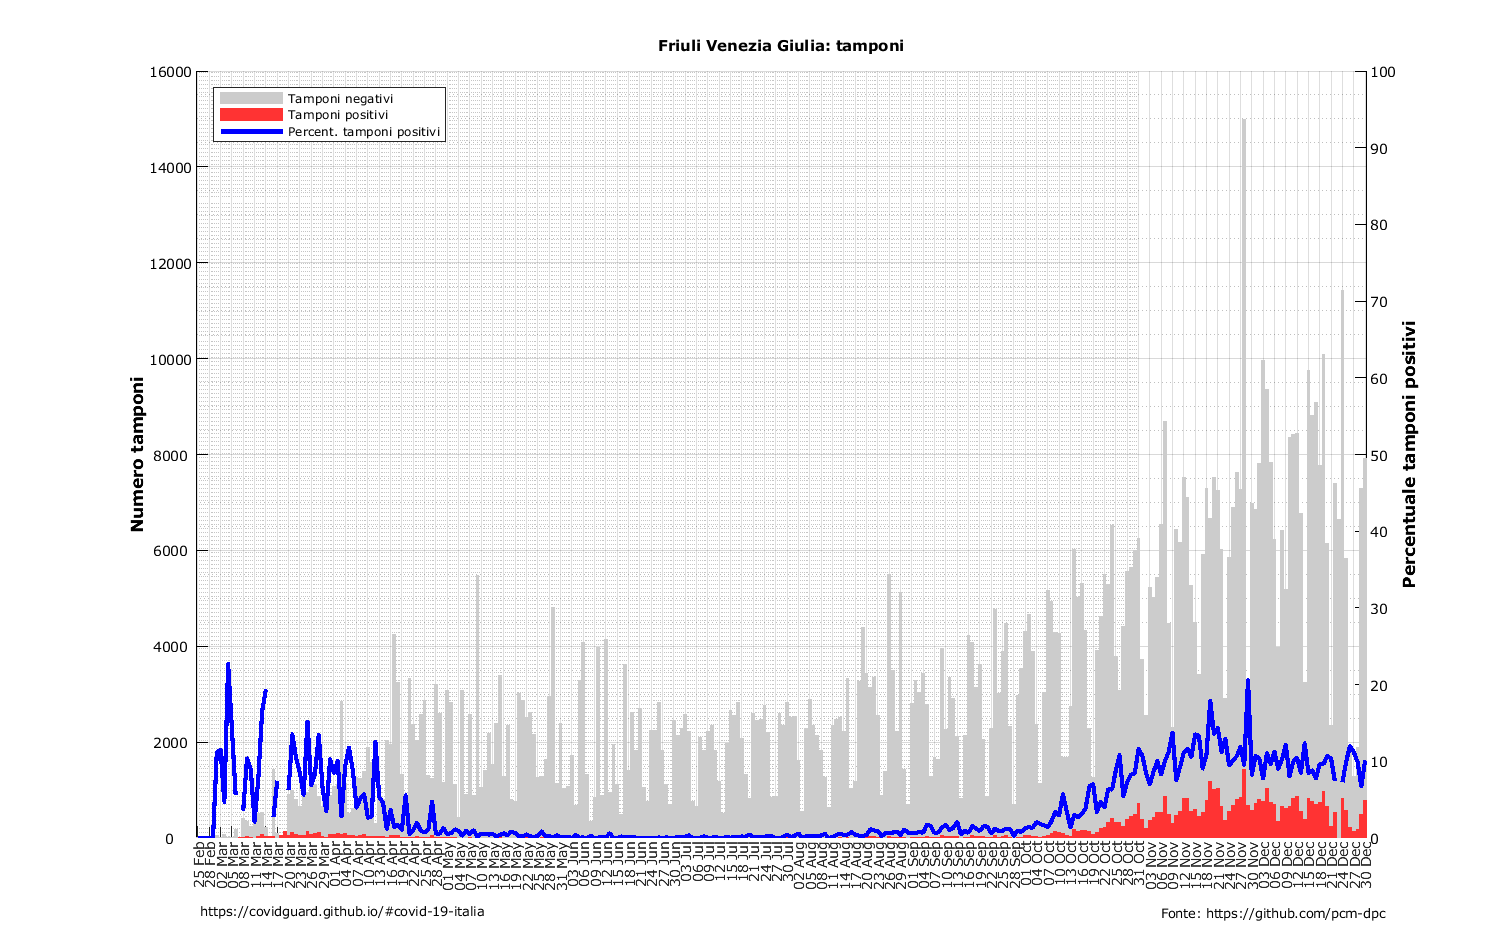 Friuli Venezia Giulia: tamponi
Tamponi negativi
Tamponi positivi
Percent. tamponi positivi
Numero tamponi
16000
14000
12000
10000
8000
6000
4000
2000
0
Percentuale tamponi positivi
100
90
80
70
60
50
40
30
20
10
0
25 Feb
28 Feb
02 Mar
05 Mar
08 Mar
11 Mar
14 Mar
17 Mar
20 Mar
23 Mar
26 Mar
29 Mar
01 Apr
04 Apr
07 Apr
10 Apr
13 Apr
16 Apr
19 Apr
22 Apr
25 Apr
28 Apr
01 May
04 May
07 May
10 May
13 May
16 May
19 May
22 May
25 May
28 May
31 May
03 Jun
06 Jun
09 Jun
12 Jun
15 Jun
18 Jun
21 Jun
24 Jun
27 Jun
30 Jun
03 Jul
06 Jul
09 Jul
12 Jul
15 Jul
18 Jul
21 Jul
24 Jul
27 Jul
30 Jul
02 Aug
05 Aug
08 Aug
11 Aug
14 Aug
17 Aug
20 Aug
23 Aug
26 Aug
29 Aug
01 Sep
04 Sep
07 Sep
10 Sep
13 Sep
16 Sep
19 Sep
22 Sep
25 Sep
28 Sep
01 Oct
04 Oct
07 Oct
10 Oct
13 Oct
16 Oct
19 Oct
22 Oct
25 Oct
28 Oct
31 Oct
03 Nov
06 Nov
09 Nov
12 Nov
15 Nov
18 Nov
21 Nov
24 Nov
27 Nov
30 Nov
03 Dec
06 Dec
09 Dec
12 Dec
15 Dec
18 Dec
21 Dec
24 Dec
27 Dec
30 Dec
https://covidguard.github.io/#covid-19-italia
Fonte: https://github.com/pcm-dpc